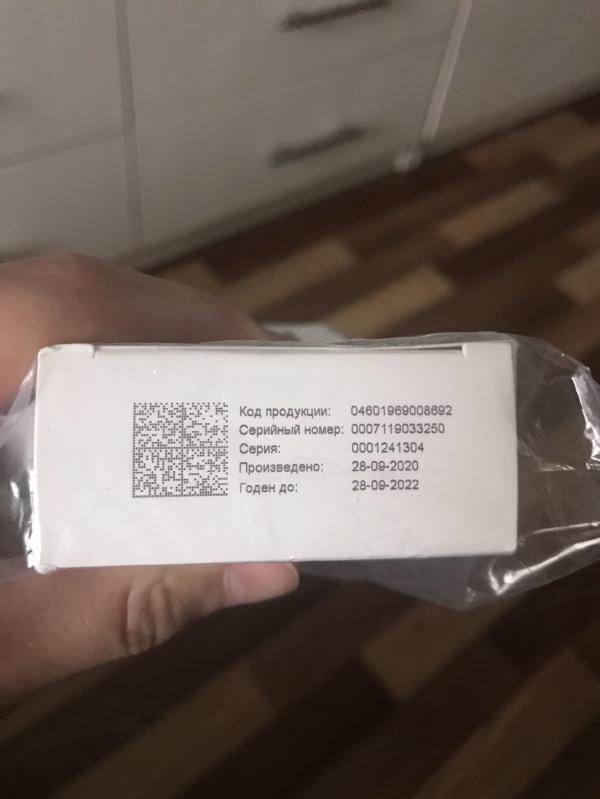 Код продукции: 04601969008692
Серийный номер: 0007119033250
Серия: 0001241304
Произведено: 28-09-2020
Годен до: 28-09-2022